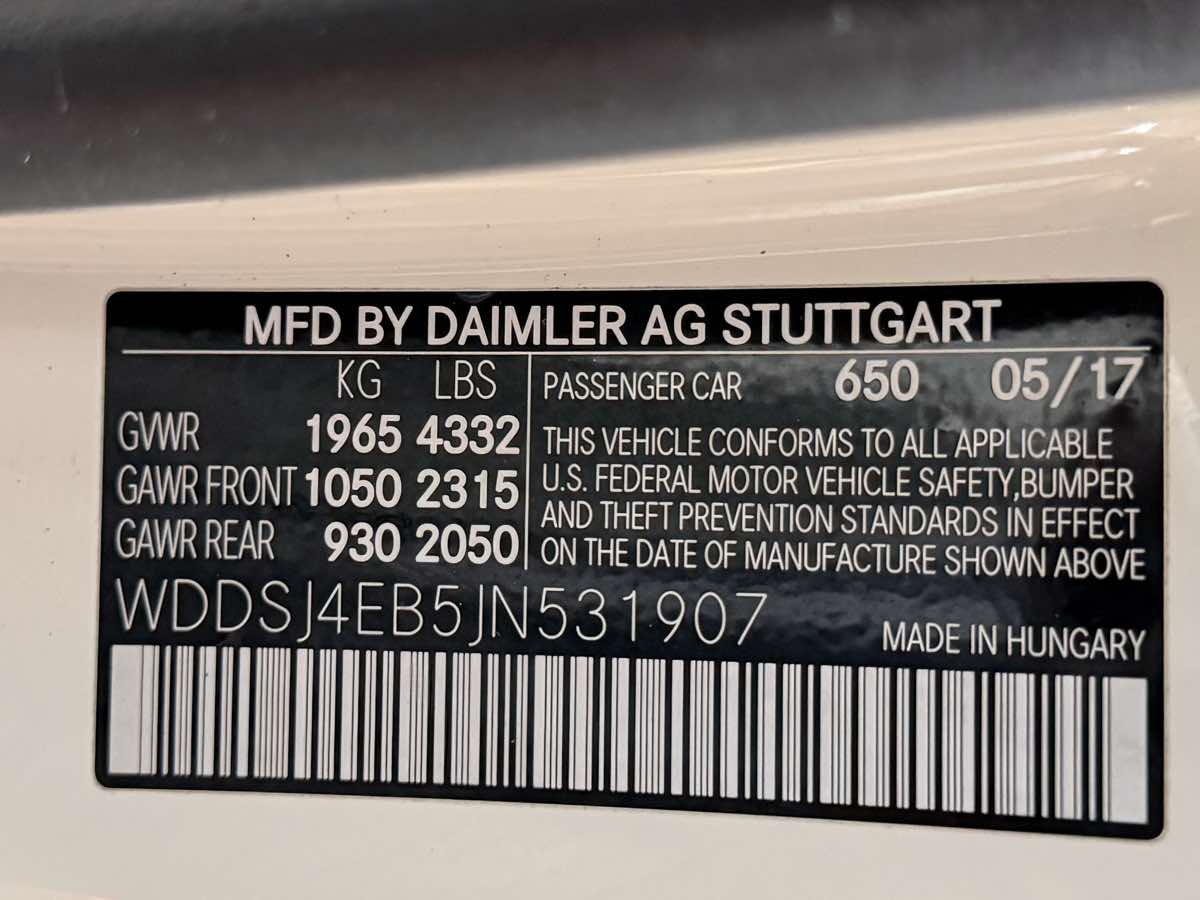 MFD BY DAIMLER AG STUTTGART
KG LBS
GVWR 1965 4332
GAWR FRONT 1050 2315
GAWR REAR 930 2050
PASSENGER CAR 650 05/17
THIS VEHICLE CONFORMS TO ALL APPLICABLE
U.S. FEDERAL MOTOR VEHICLE SAFETY,BUMPER
AND THEFT PREVENTION STANDARDS IN EFFECT
ON THE DATE OF MANUFACTURE SHOWN ABOVE
WDDSJ4EB5JN531907
MADE IN HUNGARY